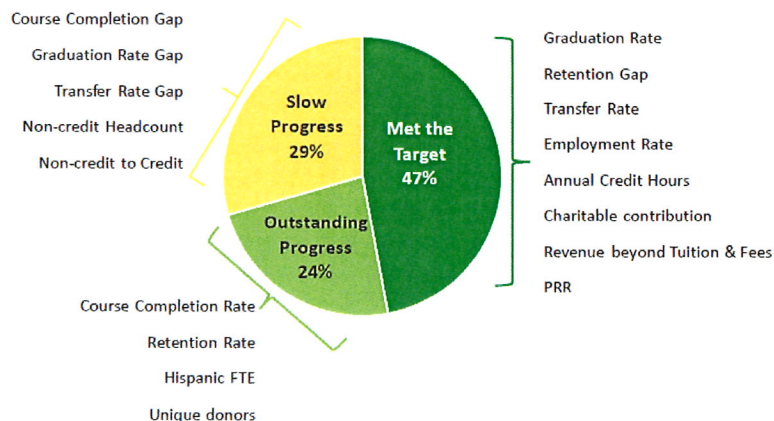 Course Completion Gap
Graduation Rate Gap
Transfer Rate Gap
Non-credit Headcount
Non-credit to Credit
Slow
Progress
29%
Met the
Target
47%
Graduation Rate
Retention Gap
Transfer Rate
Employment Rate
Annual Credit Hours
Charitable contribution
Revenue beyond Tuition & Fees
PRR
Outstanding
Progress
24%
Course Completion Rate
Retention Rate
Hispanic FTE
Unique donors